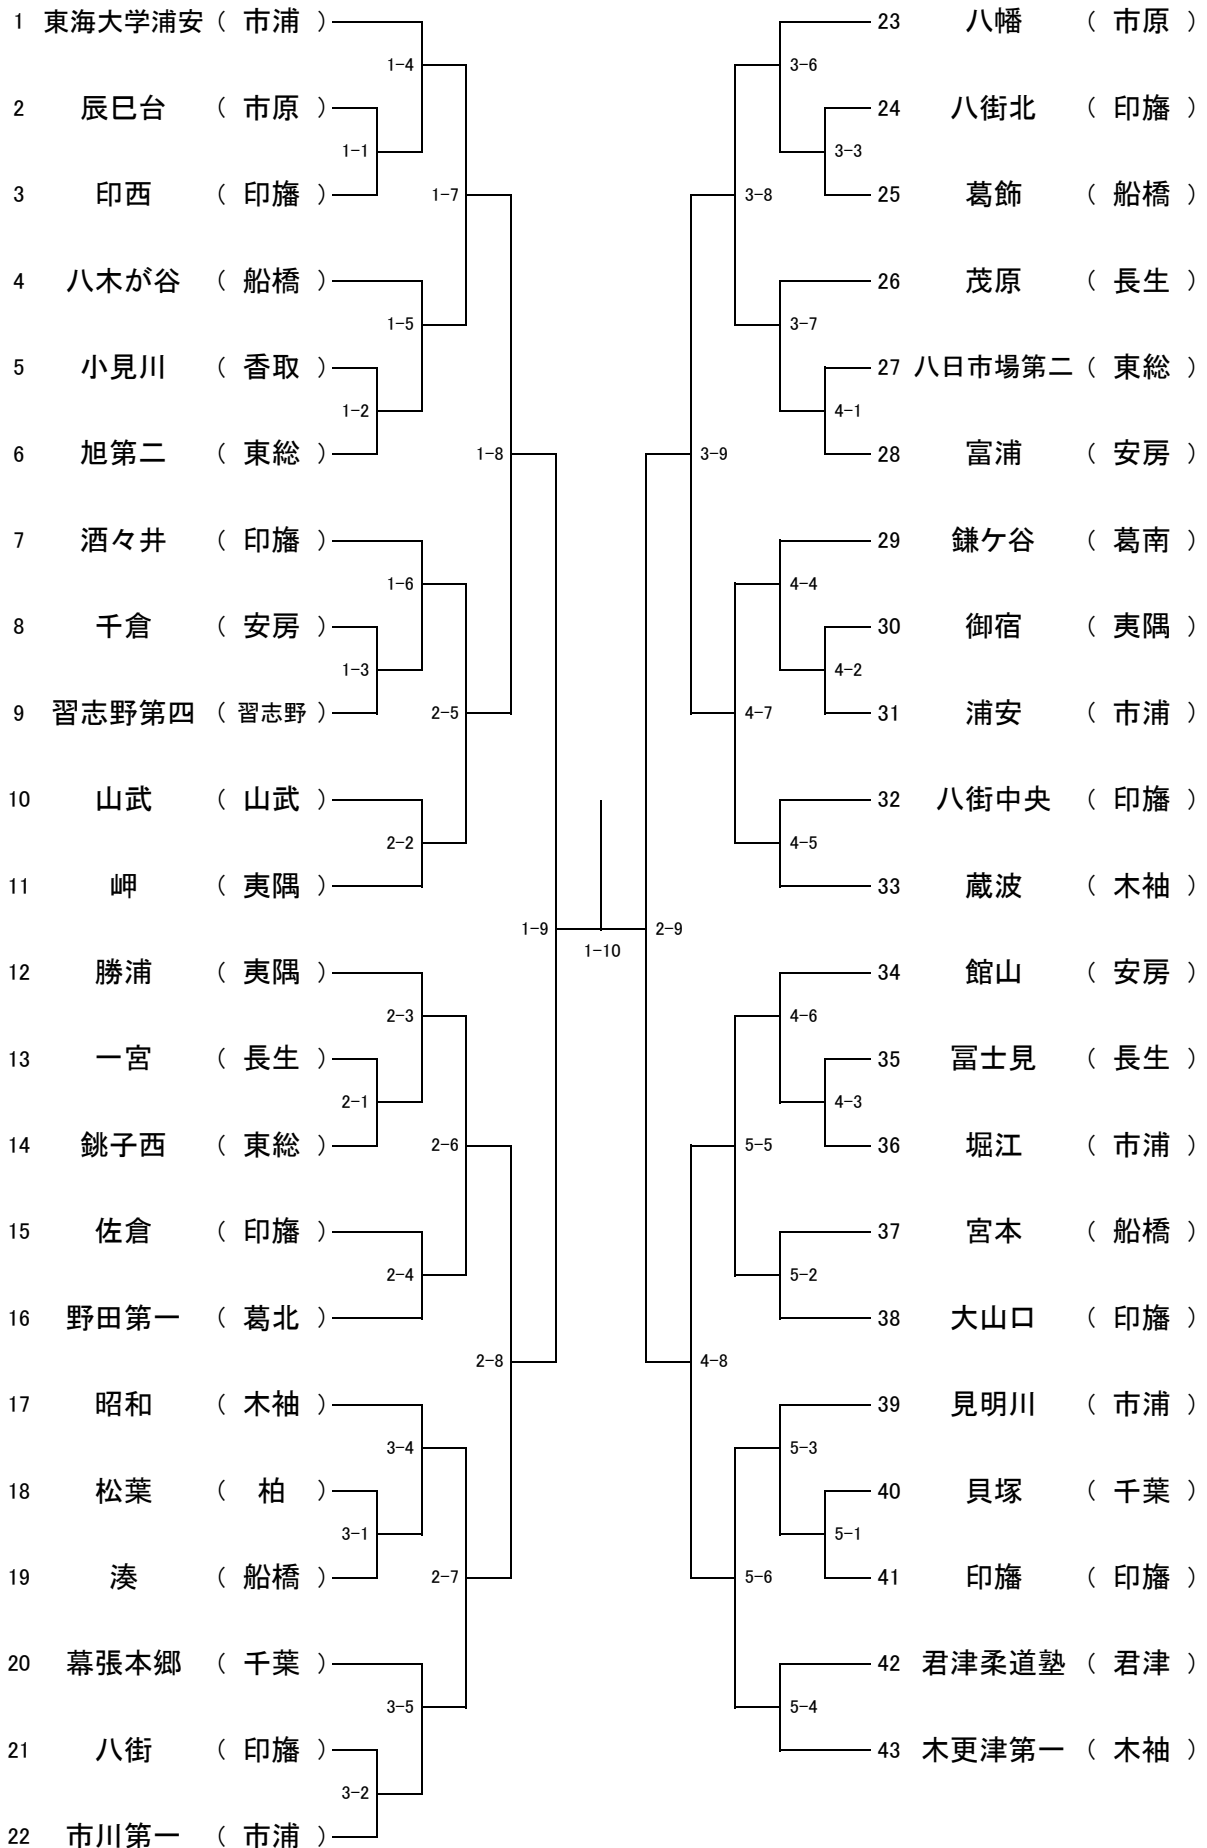 1 東海大学浦安 （ 市浦 ）
1-4
2 辰巳台 （ 市原 ）
1-1
3 印西 （ 印旛 ）
1-7
4 八木が谷 （ 船橋 ）
1-5
5 小見川 （ 香取 ）
1-2
6 旭第二 （ 東総 ）
1-8
7 酒々井 （ 印旛 ）
1-6
8 千倉 （ 安房 ）
1-3
9 習志野第四 （ 習志野 ）
2-5
10 山武 （ 山武 ）
2-2
11 岬 （ 夷隅 ）
1-9
12 勝浦 （ 夷隅 ）
2-3
13 一宮 （ 長生 ）
2-1
14 銚子西 （ 東総 ）
2-6
15 佐倉 （ 印旛 ）
2-4
16 野田第一 （ 葛北 ）
2-8
17 昭和 （ 木袖 ）
3-4
18 松葉 （ 柏 ）
3-1
19 湊 （ 船橋 ）
2-7
20 幕張本郷 （ 千葉 ）
3-5
21 八街 （ 印旛 ）
3-2
22 市川第一 （ 市浦 ）
1-10
23 八幡 （ 市原 ）
3-6
24 八街北 （ 印旛 ）
3-3
25 葛飾 （ 船橋 ）
3-8
26 茂原 （ 長生 ）
3-7
27 八日市場第二 （ 東総 ）
4-1
28 富浦 （ 安房 ）
3-9
29 鎌ケ谷 （ 葛南 ）
4-4
30 御宿 （ 夷隅 ）
4-2
31 浦安 （ 市浦 ）
4-7
32 八街中央 （ 印旛 ）
4-5
33 蔵波 （ 木袖 ）
2-9
34 館山 （ 安房 ）
4-6
35 冨士見 （ 長生 ）
4-3
36 堀江 （ 市浦 ）
5-5
37 宮本 （ 船橋 ）
5-2
38 大山口 （ 印旛 ）
4-8
39 見明川 （ 市浦 ）
5-3
40 貝塚 （ 千葉 ）
5-1
41 印旛 （ 印旛 ）
5-6
42 君津柔道塾 （ 君津 ）
5-4
43 木更津第一 （ 木袖 ）